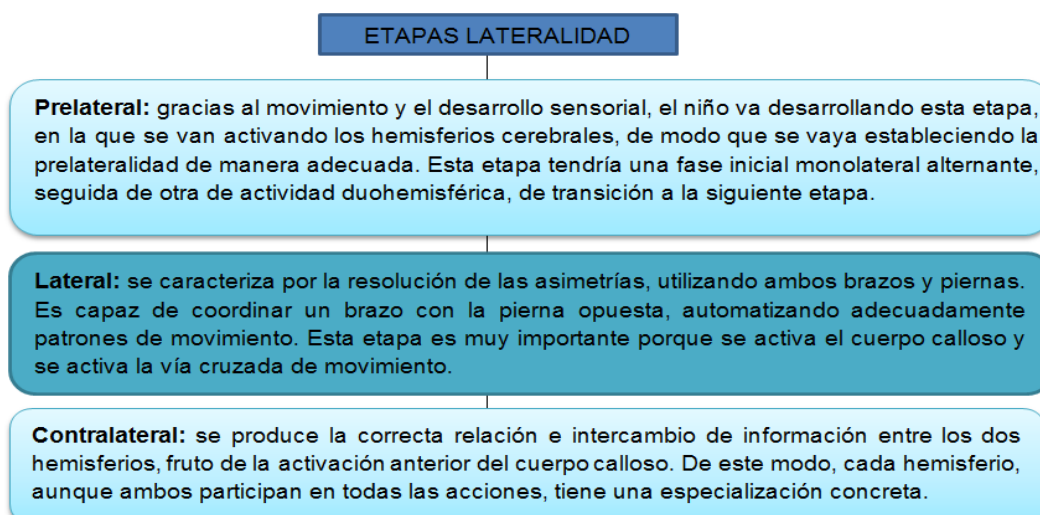 ETAPAS LATERALIDAD
Prelateral: gracias al movimiento y el desarrollo sensorial, el niño va desarrollando esta etapa,
en la que se van activando los hemisferios cerebrales, de modo que se vaya estableciendo la
prelateralidad de manera adecuada. Esta etapa tendría una fase inicial monolateral alternante,
seguida de otra de actividad duohemisférica, de transición a la siguiente etapa.
Lateral: se caracteriza por la resolución de las asimetrías, utilizando ambos brazos y piernas.
Es capaz de coordinar un brazo con la pierna opuesta, automatizando adecuadamente
patrones de movimiento. Esta etapa es muy importante porque se activa el cuerpo calloso y
se activa la vía cruzada de movimiento.
Contralateral: se produce la correcta relación e intercambio de información entre los dos
hemisferios, fruto de la activación anterior del cuerpo calloso. De este modo, cada hemisferio,
aunque ambos participan en todas las acciones, tiene una especialización concreta.